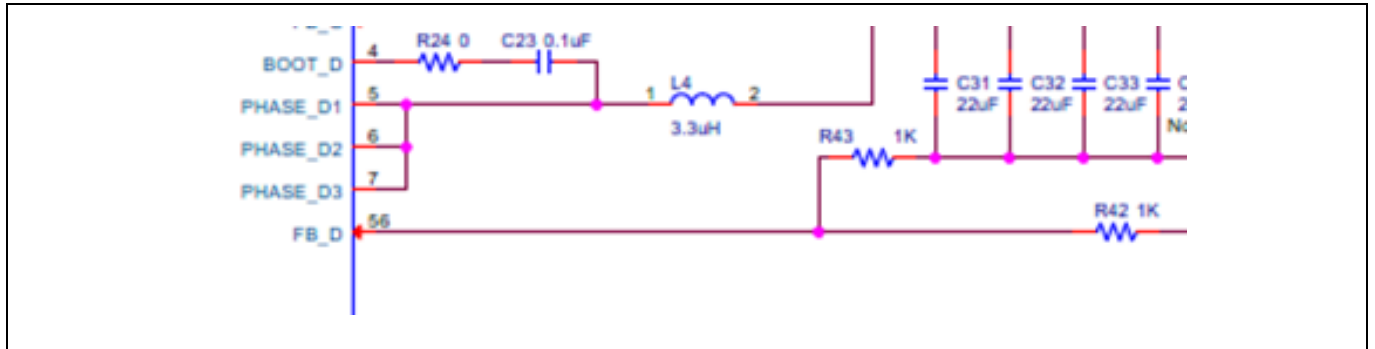 R24 0
C23 0.1uF
BOOT_D
4
PHASE_D1
5
1
L4
2
3.3uH
C31
22uF
C32
22uF
C33
22uF
PHASE_D2
6
R43
1K
PHASE_D3
7
FB_D
56
R42 1K